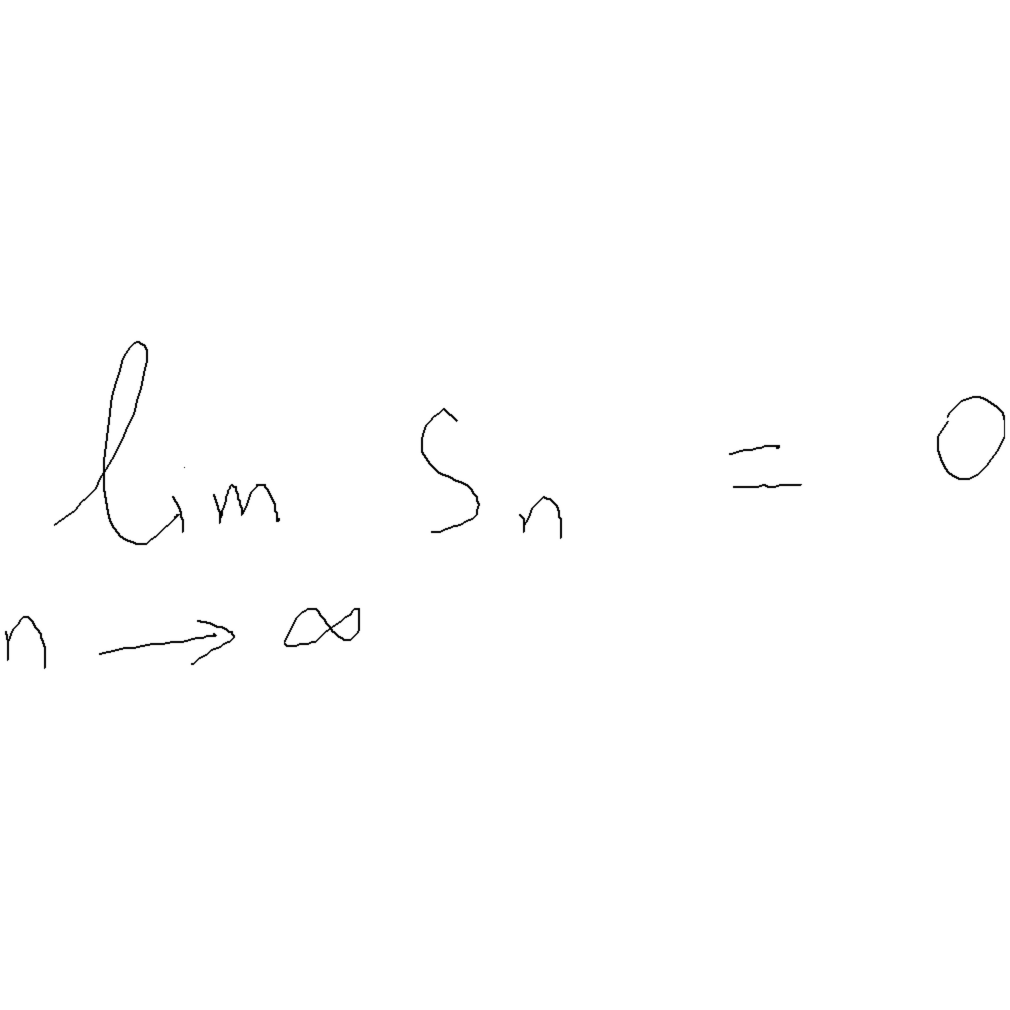 lim Sₙ = 0
n → ∞